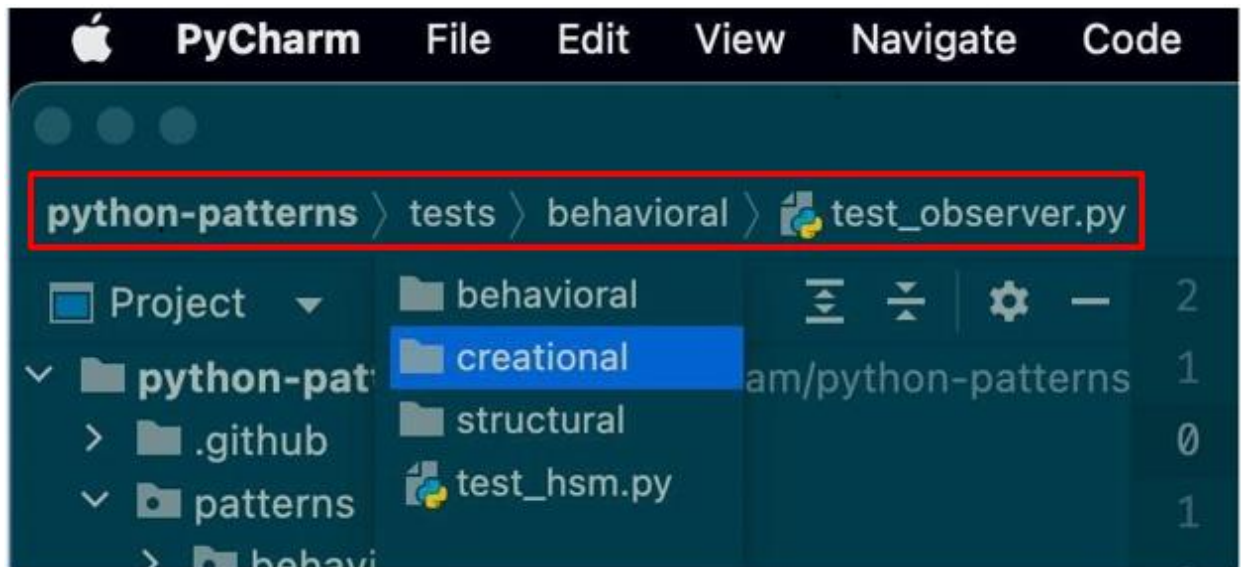 PyCharm File Edit View Navigate Code
python-patterns tests behavioral test_observer.py
Project behavioral 2
python-pat creational am/python-patterns 1
.github structural 0
patterns test_hsm.py 1
behavi